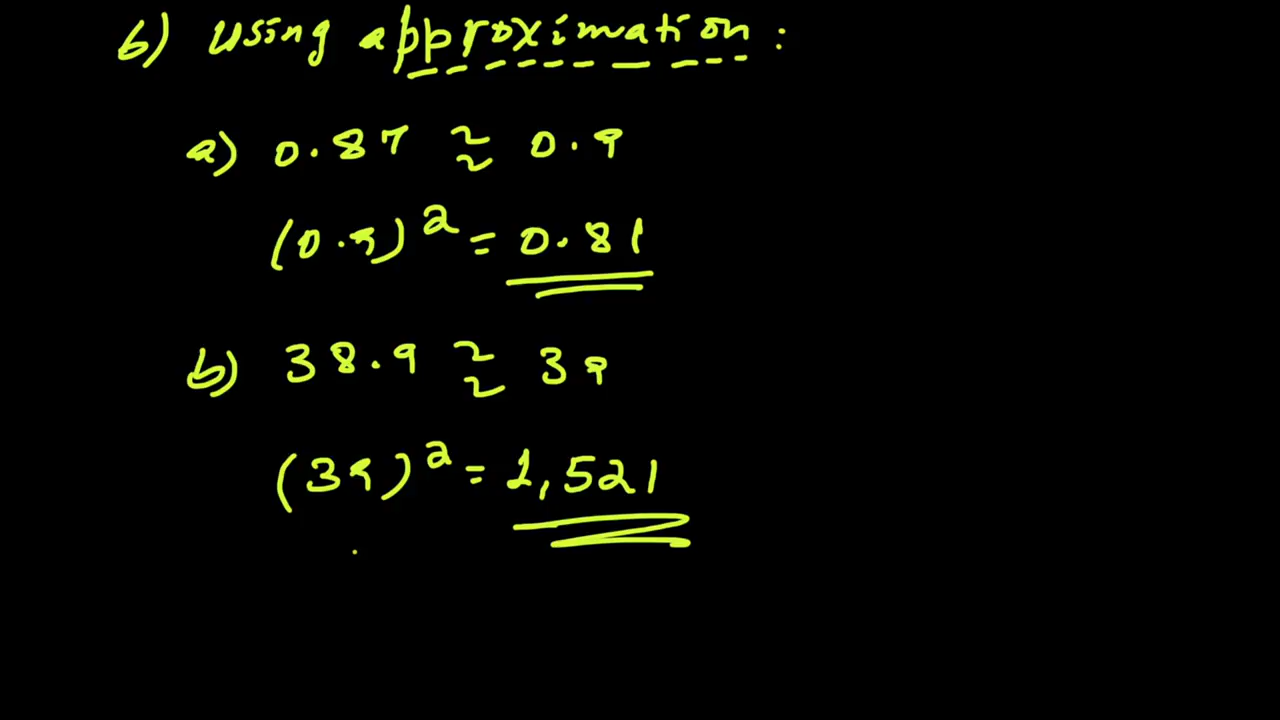 b) Using approximation :
a) 0.87 ≈ 0.9
(0.9)² = 0.81
b) 38.9 ≈ 39
(39)² = 1,521